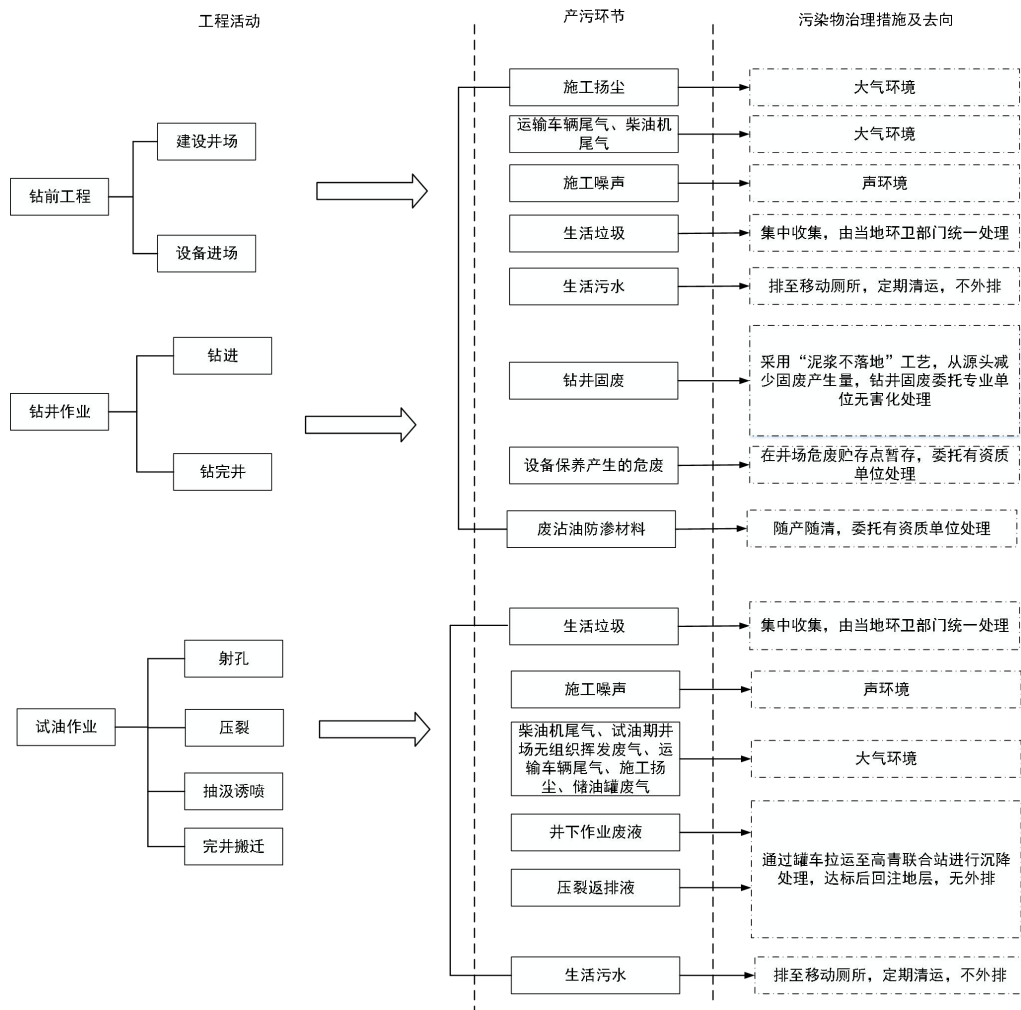 工程活动
产污环节
污染物治理措施及去向
钻前工程
建设井场
设备进场
钻井作业
钻进
钻完井
施工扬尘
大气环境
运输车辆尾气、柴油机
尾气
大气环境
施工噪声
声环境
生活垃圾
集中收集，由当地环卫部门统一处理
生活污水
排至移动厕所，定期清运，不外排
钻井固废
采用“泥浆不落地”工艺，从源头减
少固废产生量，钻井固废委托专业单
位无害化处理
设备保养产生的危废
在井场危废贮存点暂存，委托有资质
单位处理
废沾油防渗材料
随产随清，委托有资质单位处理
试油作业
射孔
压裂
抽汲诱喷
完井搬迁
生活垃圾
集中收集，由当地环卫部门统一处理
施工噪声
声环境
柴油机尾气、试油期井
场无组织挥发废气、运
输车辆尾气、施工扬
尘、储油罐废气
大气环境
井下作业废液
压裂返排液
通过罐车拉运至高青联合站进行沉降
处理，达标后回注地层，无外排
生活污水
排至移动厕所，定期清运，不外排